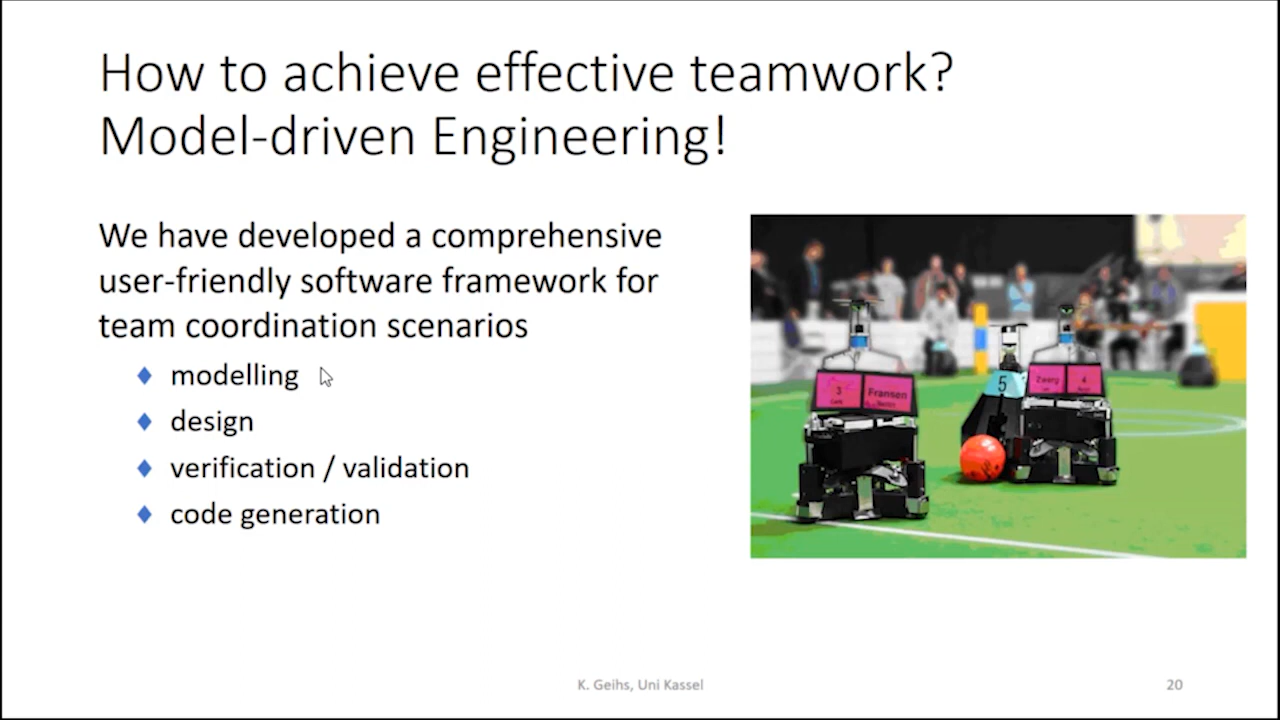 How to achieve effective teamwork?
Model-driven Engineering!
We have developed a comprehensive
user-friendly software framework for
team coordination scenarios
modelling
design
verification / validation
code generation
3
Fransen
5
Zwerg
4
K. Geihs, Uni Kassel
20